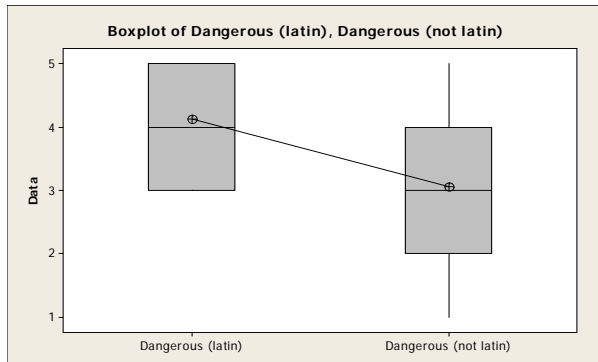 Boxplot of Dangerous (latin), Dangerous (not latin)
5
4
3
2
1
Data
Dangerous (latin)
Dangerous (not latin)